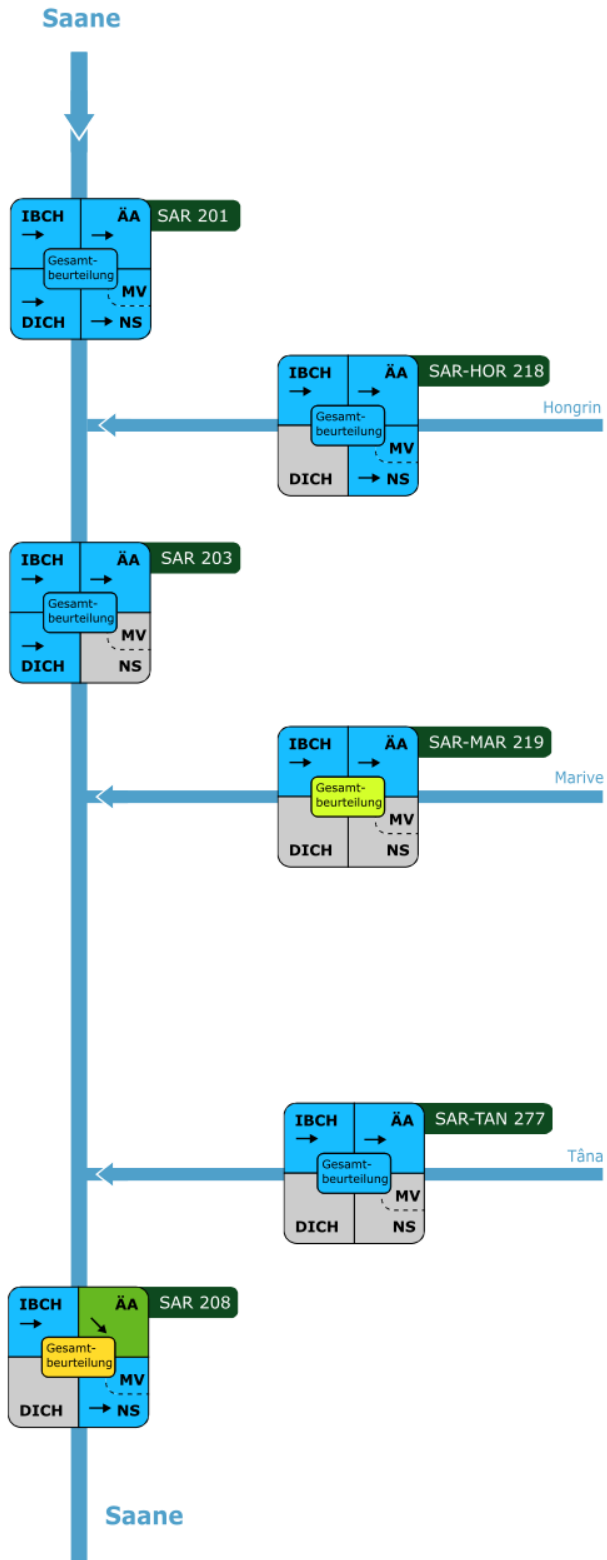 Saane
IBCH ÄA SAR 201
Gesamt-
beurteilung
MV
DICH NS
IBCH ÄA SAR-HOR 218
Hongrin
Gesamt-
beurteilung
MV
DICH NS
IBCH ÄA SAR 203
Gesamt-
beurteilung
MV
DICH NS
IBCH ÄA SAR-MAR 219
Marive
Gesamt-
beurteilung
MV
DICH NS
IBCH ÄA SAR-TAN 277
Tâna
Gesamt-
beurteilung
MV
DICH NS
IBCH ÄA SAR 208
Gesamt-
beurteilung
MV
DICH NS
Saane